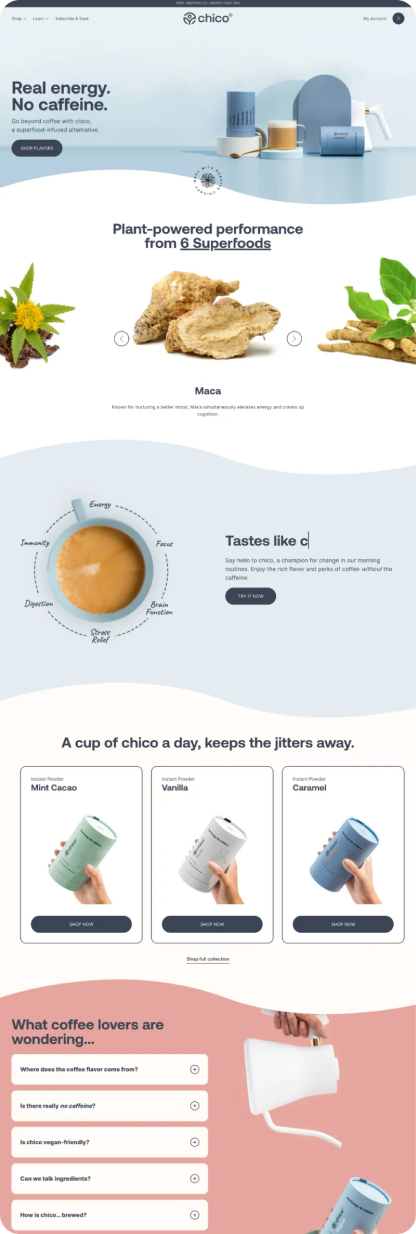 FREE SHIPPING ON ORDERS OVER $45
Shop
Learn
Subscribe & Save
chico®
My Account
Real energy.
No caffeine.
Go beyond coffee with chico,
a superfood-infused alternative.
SHOP FLAVORS
Plant-powered performance
from 6 Superfoods
Maca
Known for nurturing a better mood, Maca simultaneously elevates energy and cranks up
cognition.
Energy
Immunity
Focus
Digestion
Brain
Function
Stress
Relief
Tastes like c
Say hello to chico, a champion for change in our morning
routines. Enjoy the rich flavor and perks of coffee without the
caffeine.
TRY IT NOW
A cup of chico a day, keeps the jitters away.
Instant Powder
Mint Cacao
SHOP NOW
Instant Powder
Vanilla
SHOP NOW
Instant Powder
Caramel
SHOP NOW
Shop full collection
What coffee lovers are
wondering...
Where does the coffee flavor come from?
Is there really no caffeine?
Is chico vegan-friendly?
Can we talk ingredients?
How is chico... brewed?
chico